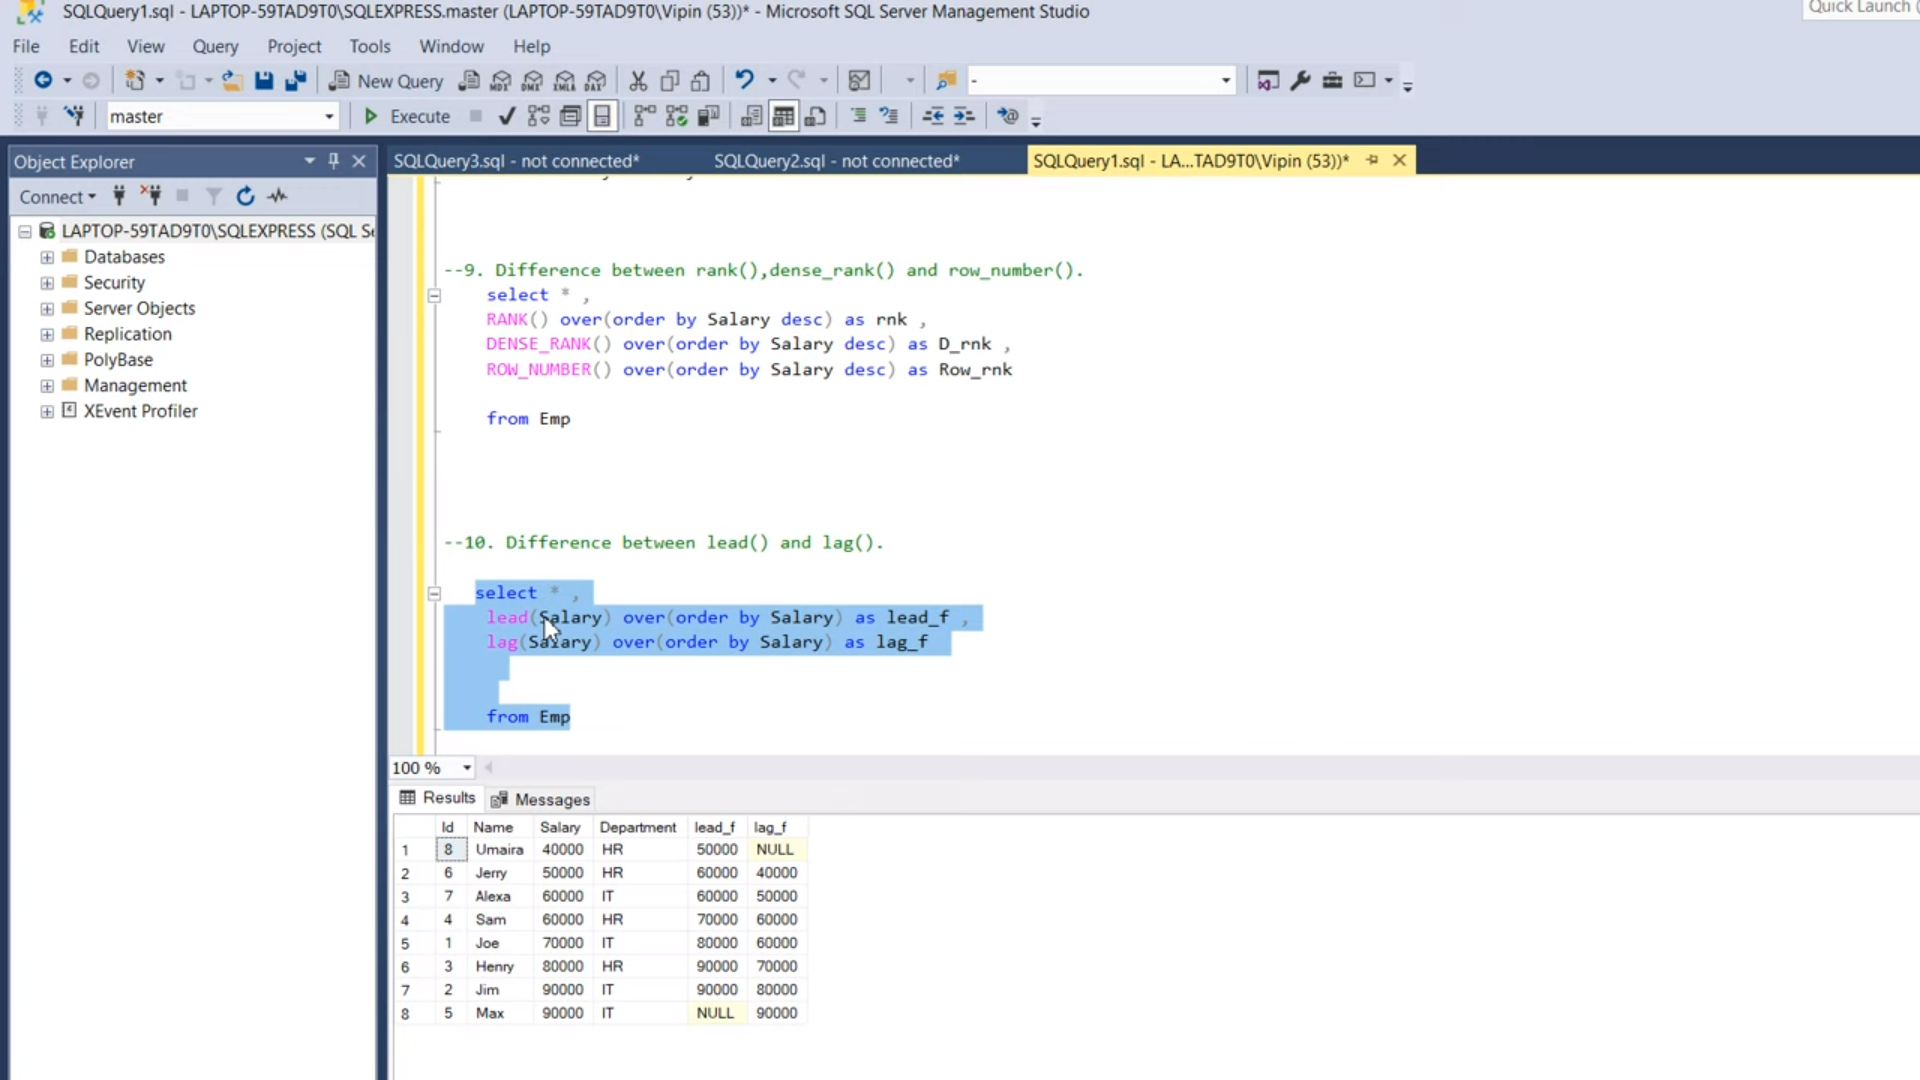 SQLQuery1.sql - LAPTOP-59TAD9T0\SQLEXPRESS.master (LAPTOP-59TAD9T0\Vipin (53))* - Microsoft SQL Server Management Studio
Quick Launch (
File Edit View Query Project Tools Window Help
New Query MDX DMX XMLA DAX -
master Execute
Object Explorer
SQLQuery3.sql - not connected* SQLQuery2.sql - not connected* SQLQuery1.sql - LA...TAD9T0\Vipin (53))*
Connect
LAPTOP-59TAD9T0\SQLEXPRESS (SQL Se
Databases
Security
Server Objects
Replication
PolyBase
Management
XEvent Profiler
--9. Difference between rank(),dense_rank() and row_number().
select * ,
RANK() over(order by Salary desc) as rnk ,
DENSE_RANK() over(order by Salary desc) as D_rnk ,
ROW_NUMBER() over(order by Salary desc) as Row_rnk
from Emp
--10. Difference between lead() and lag().
select * ,
lead(Salary) over(order by Salary) as lead_f ,
lag(Salary) over(order by Salary) as lag_f
from Emp
100 %
Results Messages
Id Name Salary Department lead_f lag_f
1 8 Umaira 40000 HR 50000 NULL
2 6 Jerry 50000 HR 60000 40000
3 7 Alexa 60000 IT 60000 50000
4 4 Sam 60000 HR 70000 60000
5 1 Joe 70000 IT 80000 60000
6 3 Henry 80000 HR 90000 70000
7 2 Jim 90000 IT 90000 80000
8 5 Max 90000 IT NULL 90000